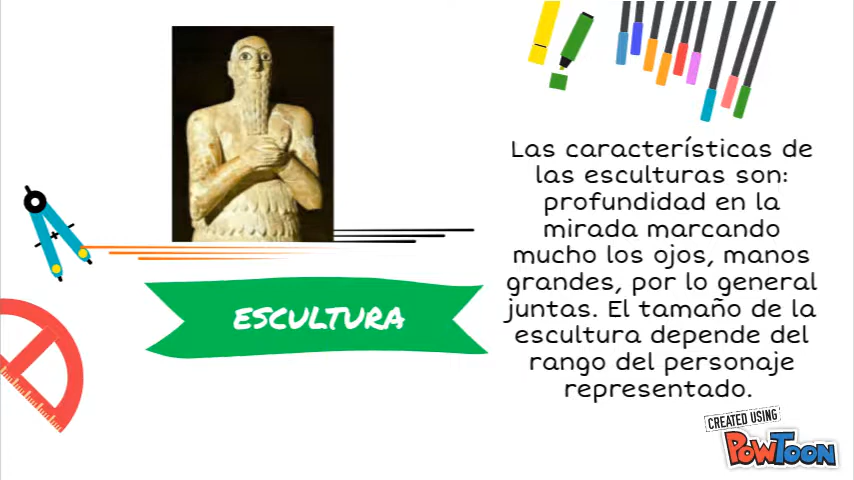 ESCULTURA
Las características de
las esculturas son:
profundidad en la
mirada marcando
mucho los ojos, manos
grandes, por lo general
juntas. El tamaño de la
escultura depende del
rango del personaje
representado.
CREATED USING
POWTOON